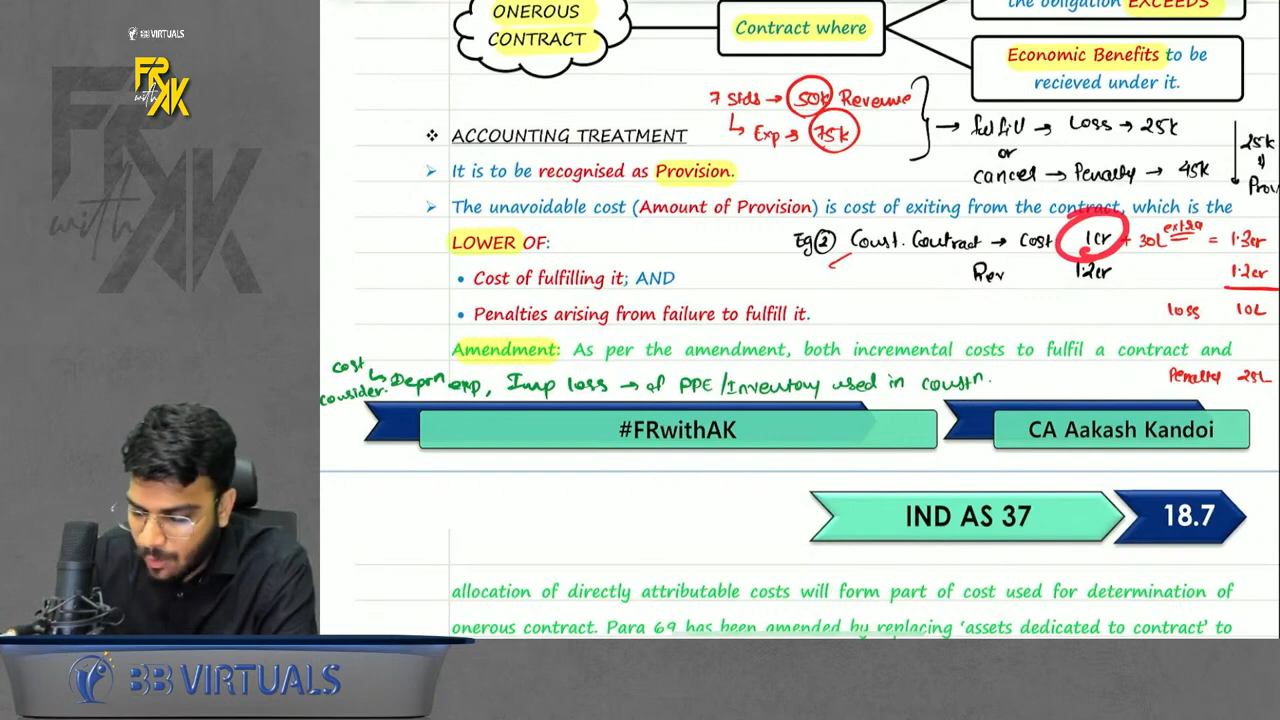 BB VIRTUALS
FR with AK
FR with AK
ONEROUS
CONTRACT
Contract where
the obligation EXCEEDS
Economic Benefits to be
recieved under it.
7 Stds → 50k Revenue
↳ Exp → 75k
→ fulfill → Loss → 25k
or
cancel → Penalty → 45k
25k
⇓
Prov
❖ ACCOUNTING TREATMENT
➢ It is to be recognised as Provision.
➢ The unavoidable cost (Amount of Provision) is cost of exiting from the contract, which is the
LOWER OF:
Eg② Const. Contract → Cost 1cr + 30L extra = 1.3cr
Rev 1.2cr 1.2cr
• Cost of fulfilling it; AND
• Penalties arising from failure to fulfill it.
loss 10L
Amendment: As per the amendment, both incremental costs to fulfil a contract and
Penalty 25L
cost
consider. ↳ Deprn exp, Imp loss → of PPE/Inventory used in constn.
#FRwithAK
CA Aakash Kandoi
IND AS 37
18.7
allocation of directly attributable costs will form part of cost used for determination of
onerous contract. Para 69 has been amended by replacing 'assets dedicated to contract' to
BB VIRTUALS